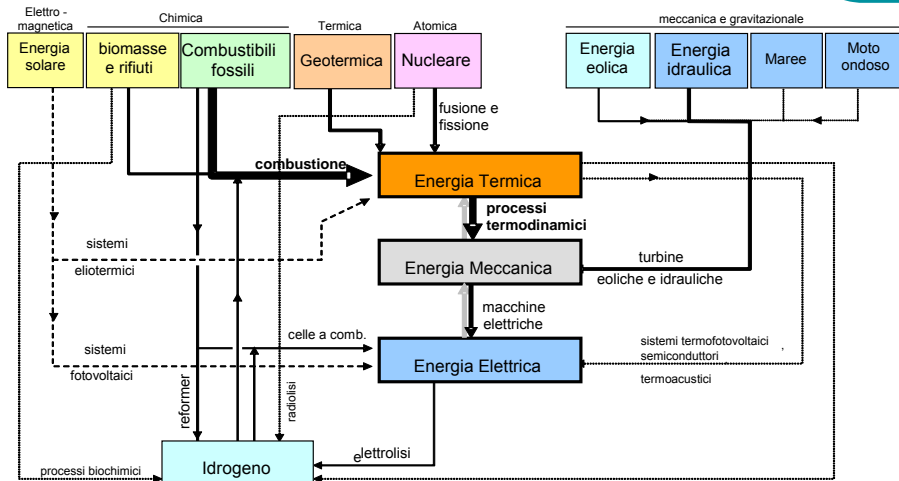 Elettro -
magnetica
Chimica
Termica
Atomica
meccanica e gravitazionale
Energia
solare
biomasse
e rifiuti
Combustibili
fossili
Geotermica
Nucleare
Energia
eolica
Energia
idraulica
Maree
Moto
ondoso
fusione e
fissione
combustione
Energia Termica
processi
termodinamici
sistemi
eliotermici
Energia Meccanica
turbine
eoliche e idrauliche
macchine
elettriche
celle a comb.
sistemi
fotovoltaici
Energia Elettrica
sistemi termofotovoltaici ,
semiconduttori
termoacustici
reformer
radiolisi
elettrolisi
Idrogeno
processi biochimici